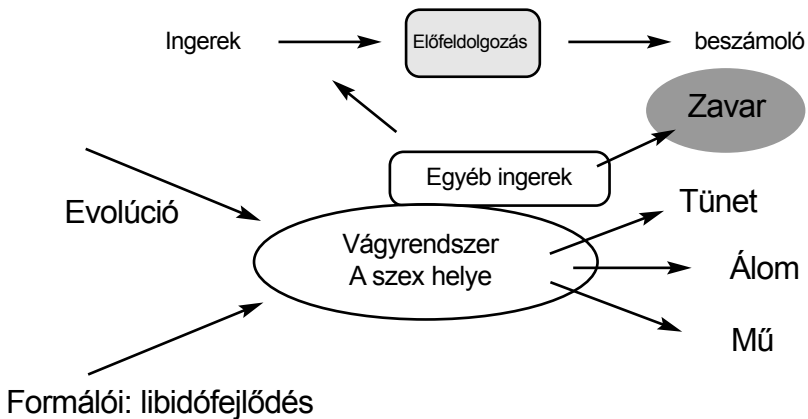 Ingerek
Előfeldolgozás
beszámoló
Zavar
Egyéb ingerek
Evolúció
Tünet
Vágyrendszer
A szex helye
Álom
Mű
Formálói: libidófejlődés